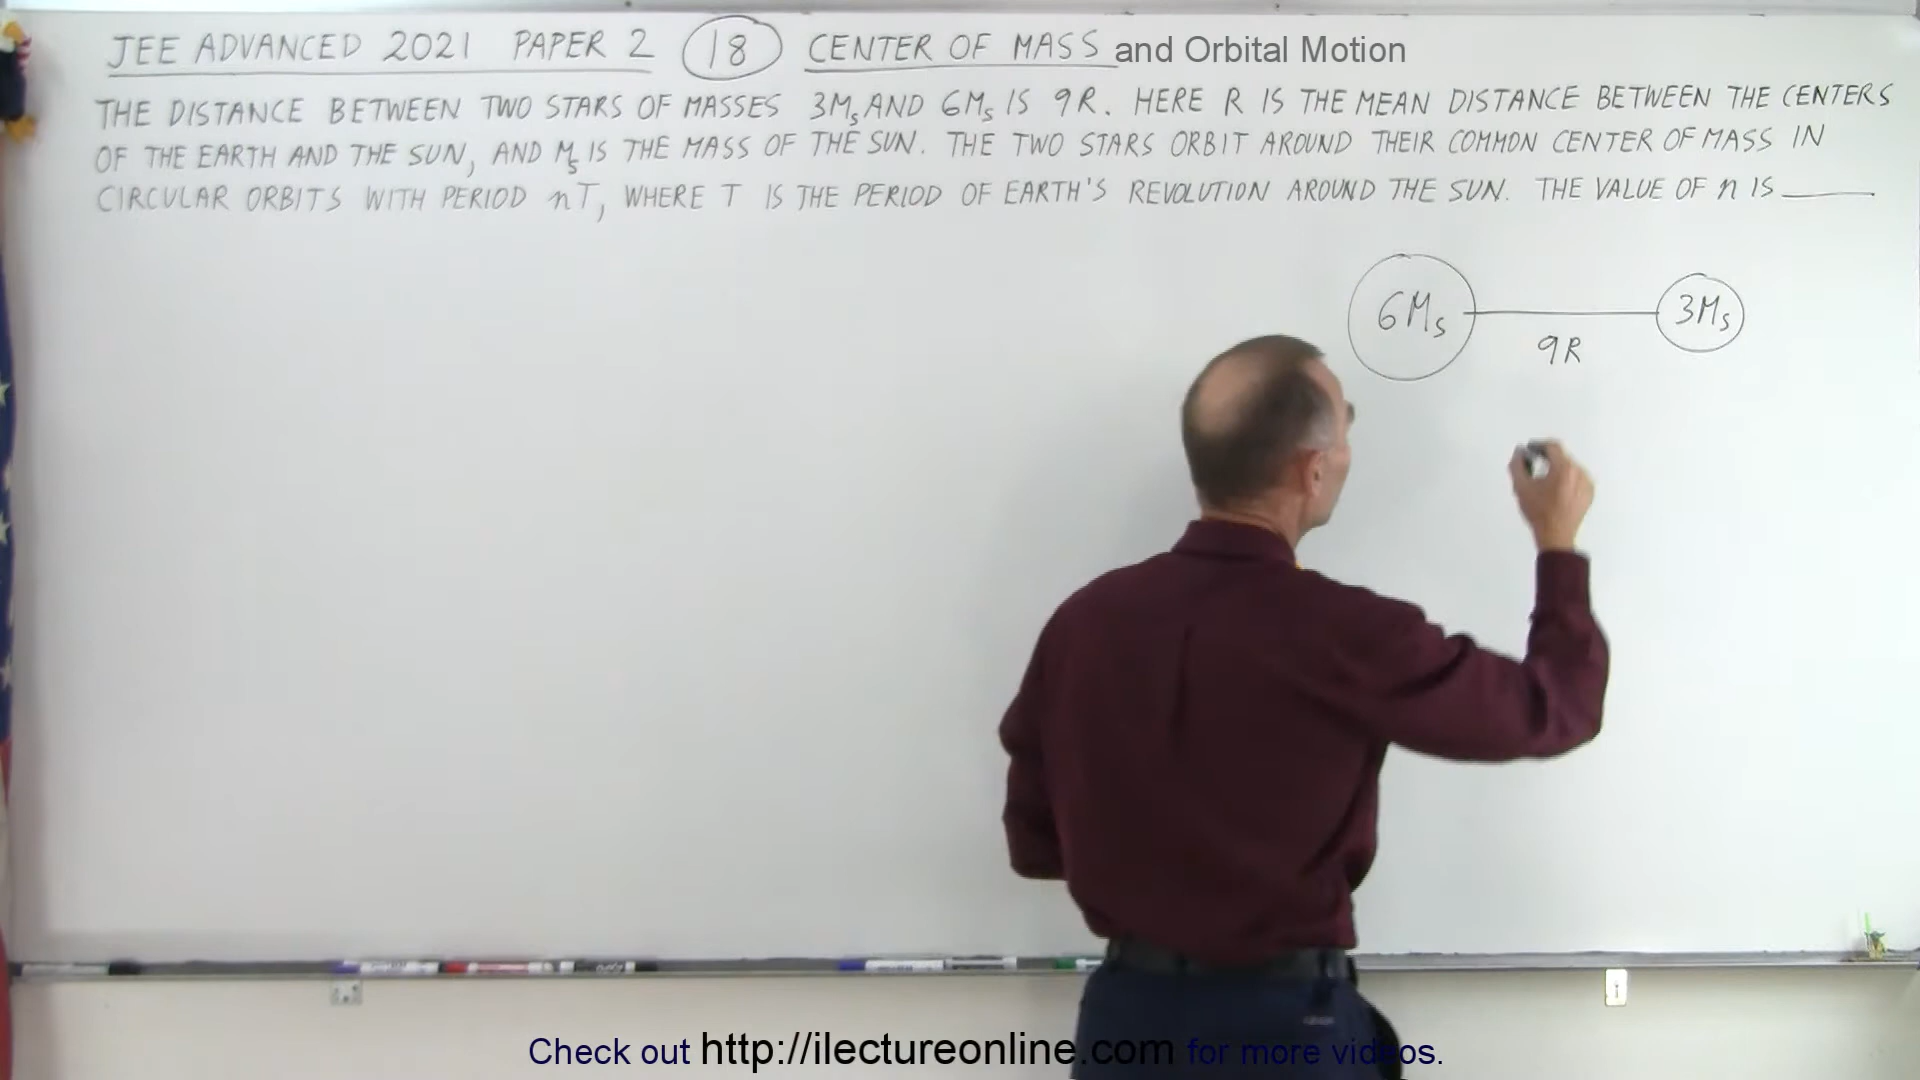 JEE ADVANCED 2021 PAPER 2 18 CENTER OF MASS and Orbital Motion
THE DISTANCE BETWEEN TWO STARS OF MASSES 3Ms AND 6Ms IS 9R. HERE R IS THE MEAN DISTANCE BETWEEN THE CENTERS
OF THE EARTH AND THE SUN, AND Ms IS THE MASS OF THE SUN. THE TWO STARS ORBIT AROUND THEIR COMMON CENTER OF MASS IN
CIRCULAR ORBITS WITH PERIOD nT, WHERE T IS THE PERIOD OF EARTH'S REVOLUTION AROUND THE SUN. THE VALUE OF n IS ______
6Ms 3Ms
9R
Check out http://ilectureonline.com for more videos.